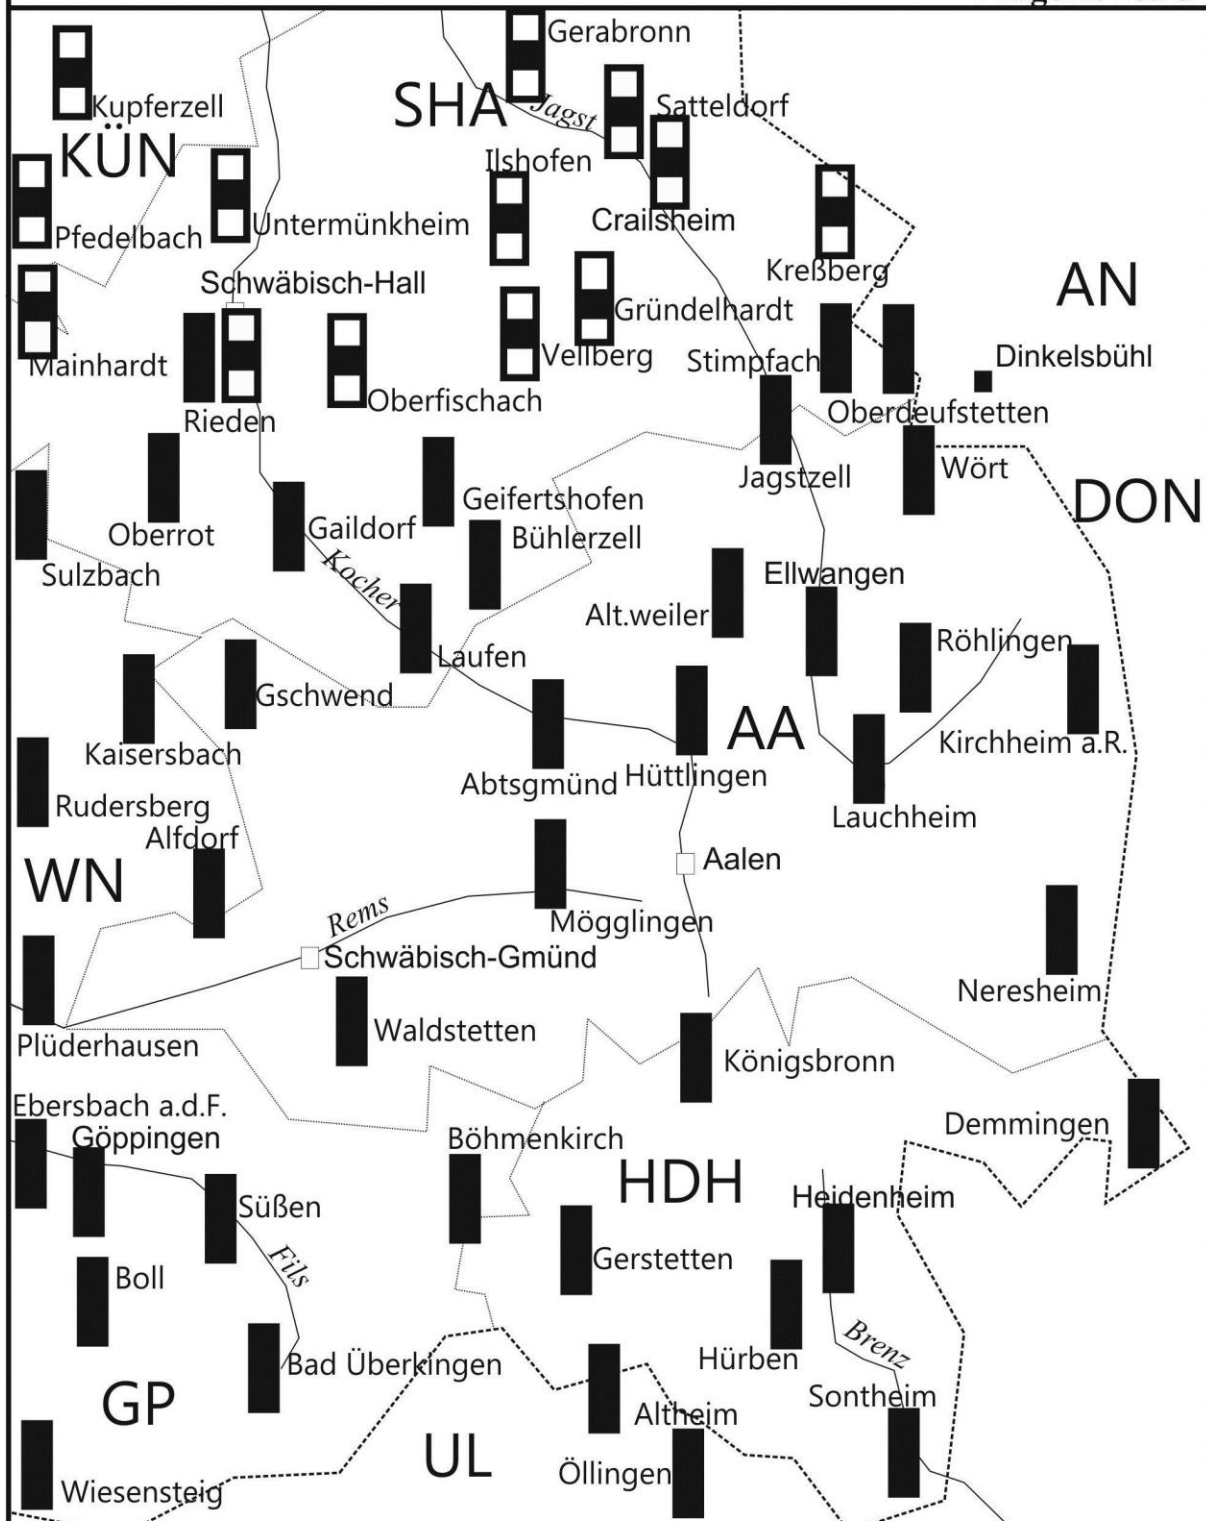 Gerabronn
Kupferzell
SHA
Jagst
Satteldorf
KÜN
Ilshofen
Pfedelbach
Untermünkheim
Crailsheim
Schwäbisch-Hall
Kreßberg
AN
Gründelhardt
Mainhardt
Vellberg
Stimpfach
Dinkelsbühl
Rieden
Oberfischach
Oberdeufstetten
Jagstzell
Wört
DON
Oberrot
Gaildorf
Geifertshofen
Bühlerzell
Sulzbach
Kocher
Alt.weiler
Ellwangen
Röhlingen
Laufen
Gschwend
Kaisersbach
Abtsgmünd
Hüttlingen
AA
Kirchheim a.R.
Rudersberg
Alfdorf
Lauchheim
WN
Aalen
Rems
Mögglingen
Schwäbisch-Gmünd
Neresheim
Plüderhausen
Waldstetten
Königsbronn
Ebersbach a.d.F.
Göppingen
Böhmenkirch
Demmingen
HDH
Heidenheim
Süßen
Fils
Gerstetten
Boll
Bad Überkingen
Hürben
Brenz
GP
Altheim
Sontheim
UL
Öllingen
Wiesensteig